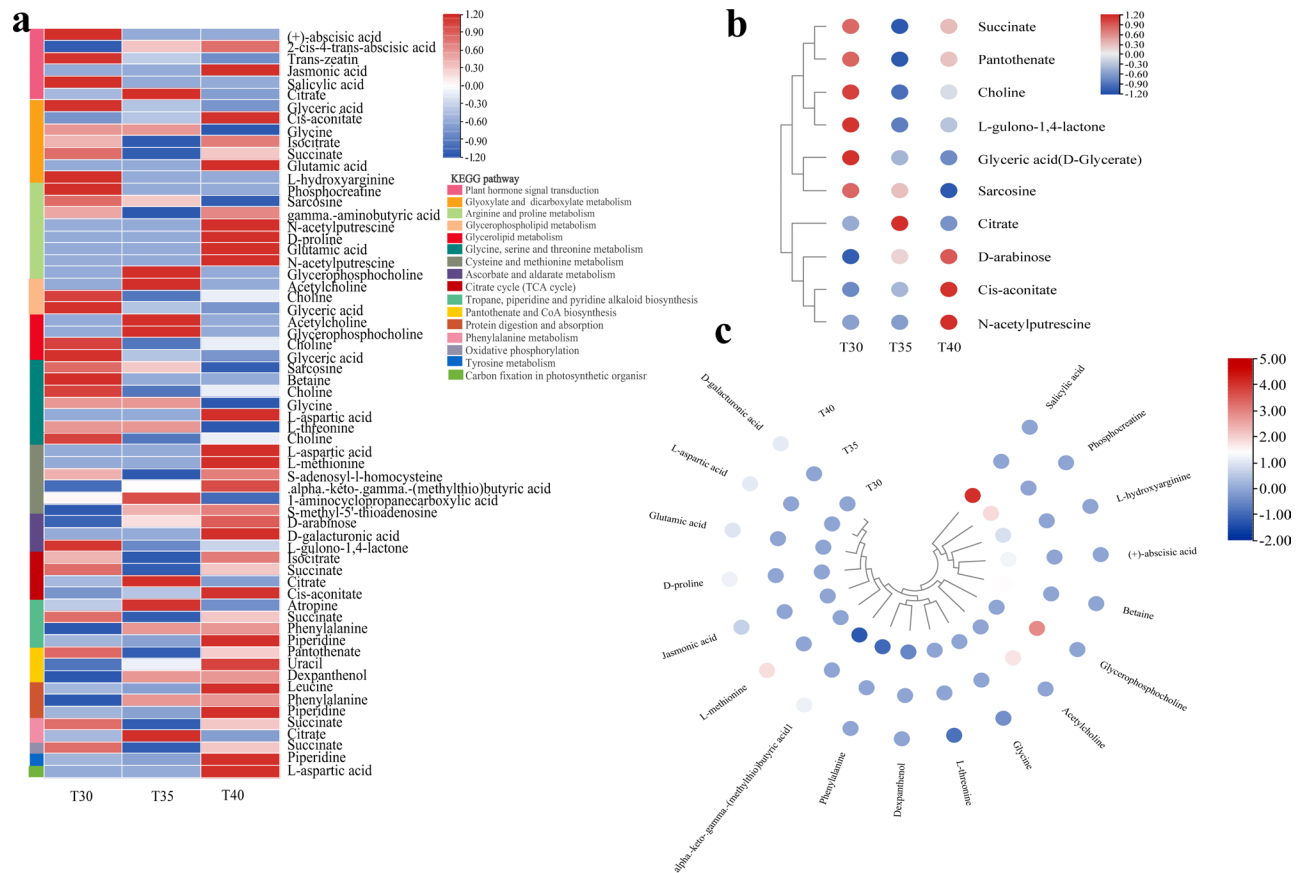 a
(+)-abscisic acid
2-cis-4-trans-abscisic acid
Trans-zeatin
Jasmonic acid
Salicylic acid
Citrate
Glyceric acid
Cis-aconitate
Glycine
Isocitrate
Succinate
Glutamic acid
L-hydroxyarginine
Phosphocreatine
Sarcosine
gamma.-aminobutyric acid
N-acetylputrescine
D-proline
Glutamic acid
N-acetylputrescine
Glycerophosphocholine
Acetylcholine
Choline
Glyceric acid
Acetylcholine
Glycerophosphocholine
Choline
Glyceric acid
Sarcosine
Betaine
Choline
Glycine
L-aspartic acid
L-threonine
Choline
L-aspartic acid
L-methionine
S-adenosyl-l-homocysteine
.alpha.-keto-.gamma.-(methylthio)butyric acid
1-aminocyclopropanecarboxylic acid
S-methyl-5'-thioadenosine
D-arabinose
D-galacturonic acid
L-gulono-1,4-lactone
Isocitrate
Succinate
Citrate
Cis-aconitate
Atropine
Succinate
Phenylalanine
Piperidine
Pantothenate
Uracil
Dexpanthenol
Leucine
Phenylalanine
Piperidine
Succinate
Citrate
Succinate
Piperidine
L-aspartic acid
T30 T35 T40
1.20
0.90
0.60
0.30
0.00
-0.30
-0.60
-0.90
-1.20
KEGG pathway
Plant hormone signal transduction
Glyoxylate and dicarboxylate metabolism
Arginine and proline metabolism
Glycerophospholipid metabolism
Glycerolipid metabolism
Glycine, serine and threonine metabolism
Cysteine and methionine metabolism
Ascorbate and aldarate metabolism
Citrate cycle (TCA cycle)
Tropane, piperidine and pyridine alkaloid biosynthesis
Pantothenate and CoA biosynthesis
Protein digestion and absorption
Phenylalanine metabolism
Oxidative phosphorylation
Tyrosine metabolism
Carbon fixation in photosynthetic organisr
b
Succinate
Pantothenate
Choline
L-gulono-1,4-lactone
Glyceric acid(D-Glycerate)
Sarcosine
Citrate
D-arabinose
Cis-aconitate
N-acetylputrescine
T30 T35 T40
1.20
0.90
0.60
0.30
0.00
-0.30
-0.60
-0.90
-1.20
c
T40
T35
T30
Salicylic acid
Phosphocreatine
L-hydroxyarginine
(+)-abscisic acid
Betaine
Glycerophosphocholine
Acetylcholine
Glycine
L-threonine
Dexpanthenol
Phenylalanine
alpha.-keto-.gamma.-(methylthio)butyric acid1
L-methionine
Jasmonic acid
D-proline
Glutamic acid
L-aspartic acid
D-galacturonic acid
5.00
4.00
3.00
2.00
1.00
0.00
-1.00
-2.00